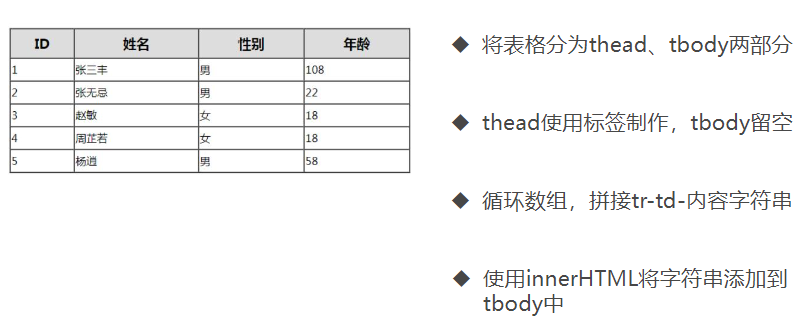 ID 姓名 性别 年龄
1 张三丰 男 108
2 张无忌 男 22
3 赵敏 女 18
4 周芷若 女 18
5 杨逍 男 58
◆ 将表格分为thead、tbody两部分
◆ thead使用标签制作，tbody留空
◆ 循环数组，拼接tr-td-内容字符串
◆ 使用innerHTML将字符串添加到
tbody中